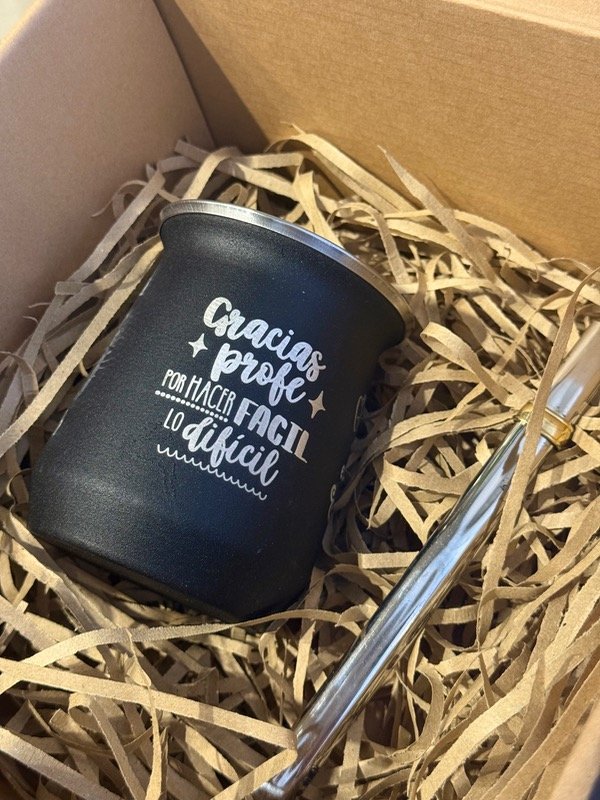 Gracias
profe
POR HACER FACIL
LO difícil